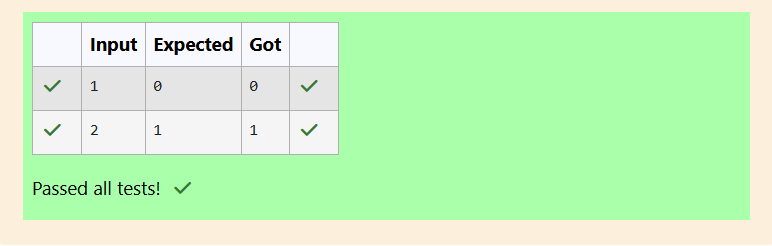 Input Expected Got
1 0 0
2 1 1
Passed all tests!